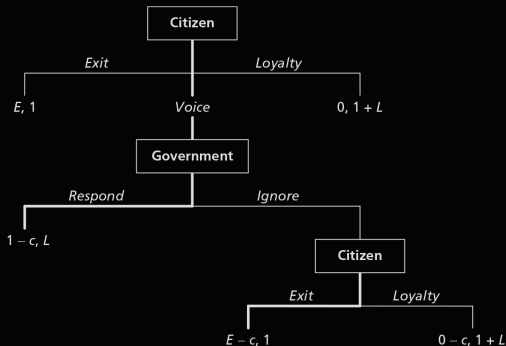 Citizen
Exit
Loyalty
E, 1
Voice
0, 1 + L
Government
Respond
Ignore
1 – c, L
Citizen
Exit
Loyalty
E – c, 1
0 – c, 1 + L